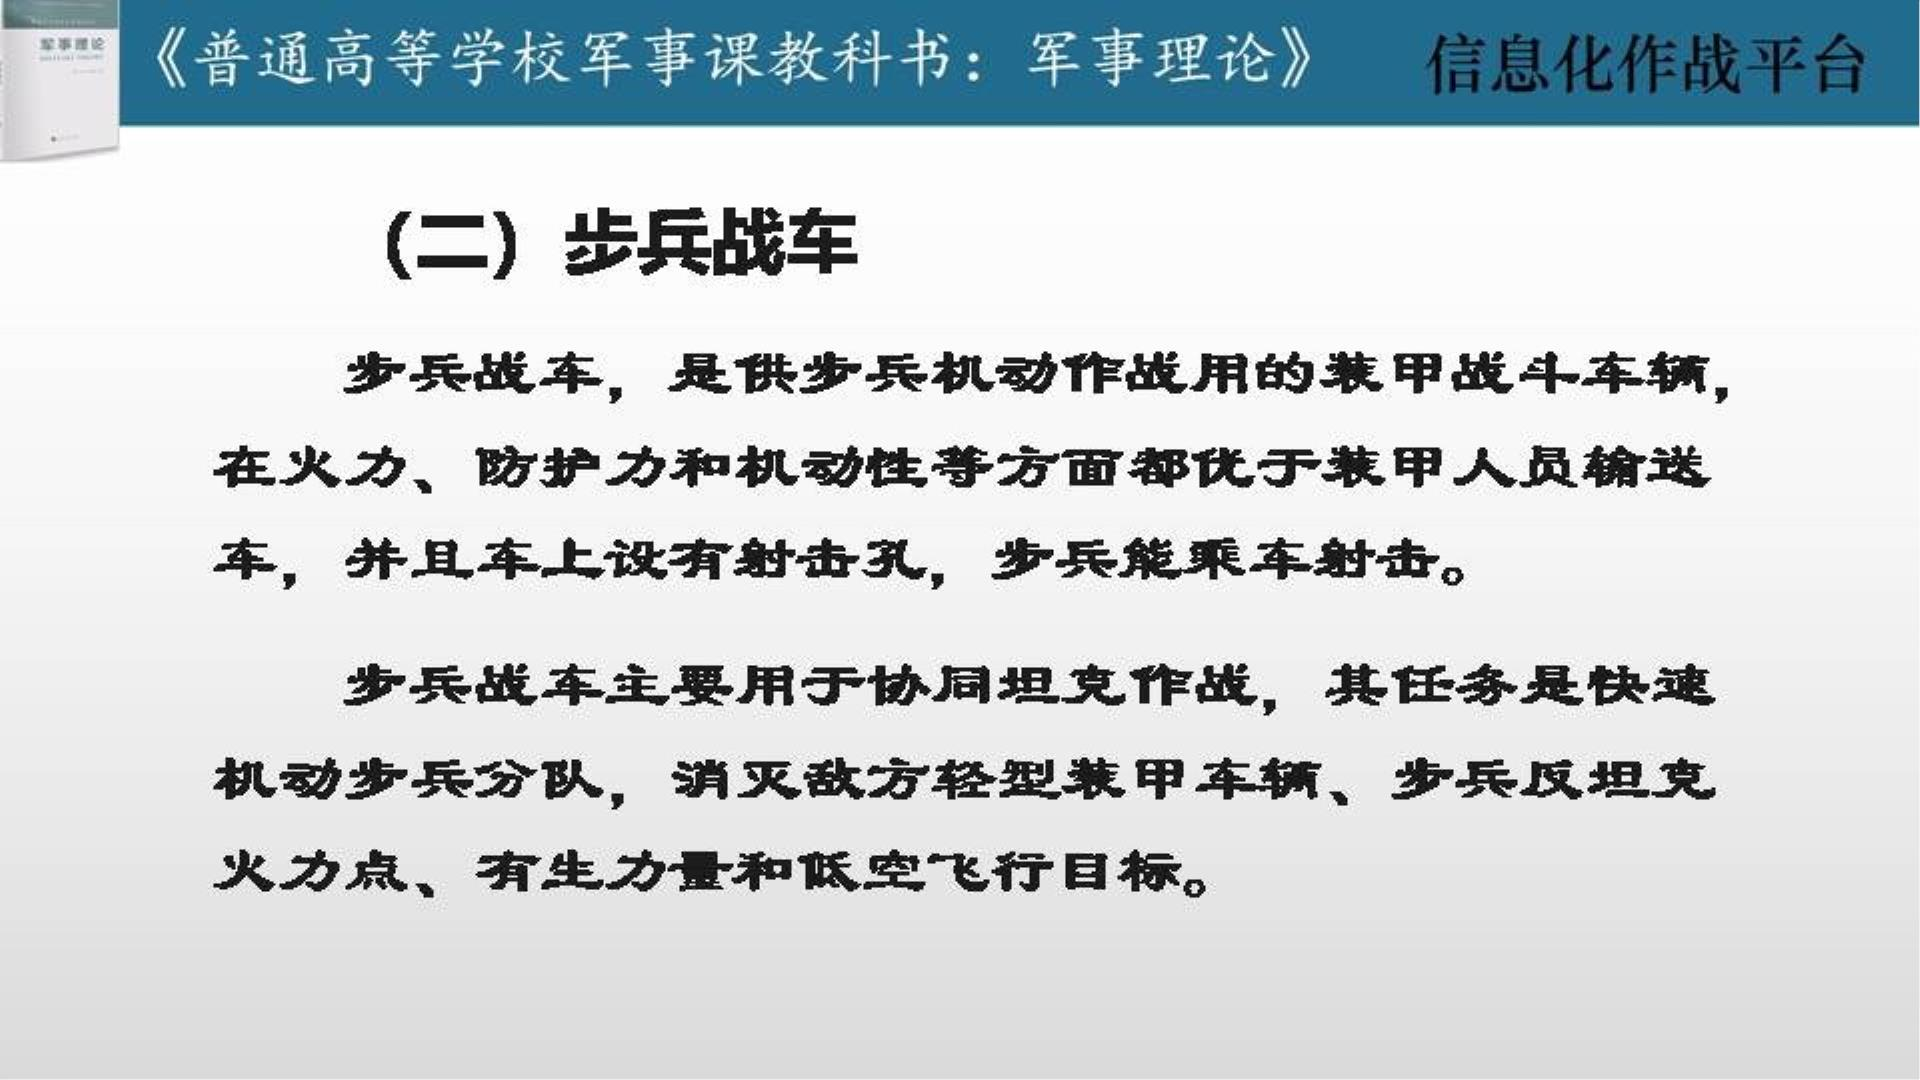 军事理论
《普通高等学校军事课教科书：军事理论》
信息化作战平台
（二）步兵战车
步兵战车，是供步兵机动作战用的装甲战斗车辆，
在火力、防护力和机动性等方面都优于装甲人员输送
车，并且车上设有射击孔，步兵能乘车射击。
步兵战车主要用于协同坦克作战，其任务是快速
机动步兵分队，消灭敌方轻型装甲车辆、步兵反坦克
火力点、有生力量和低空飞行目标。